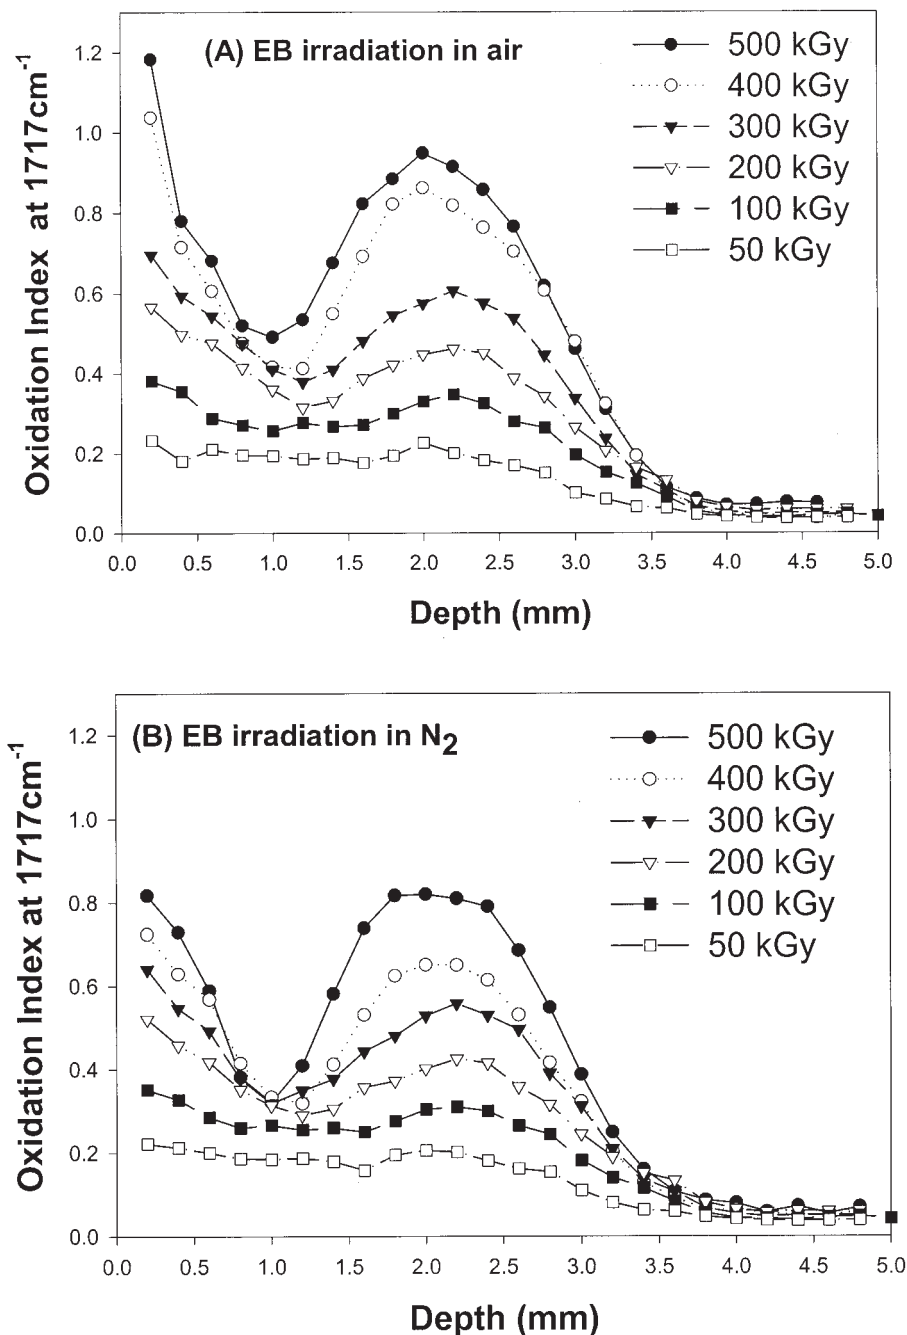 (A) EB irradiation in air
500 kGy
400 kGy
300 kGy
200 kGy
100 kGy
50 kGy
Oxidation Index at 1717cm⁻¹
1.2
1.0
0.8
0.6
0.4
0.2
0.0
0.0 0.5 1.0 1.5 2.0 2.5 3.0 3.5 4.0 4.5 5.0
Depth (mm)
(B) EB irradiation in N₂
500 kGy
400 kGy
300 kGy
200 kGy
100 kGy
50 kGy
Oxidation Index at 1717cm⁻¹
1.2
1.0
0.8
0.6
0.4
0.2
0.0
0.0 0.5 1.0 1.5 2.0 2.5 3.0 3.5 4.0 4.5 5.0
Depth (mm)